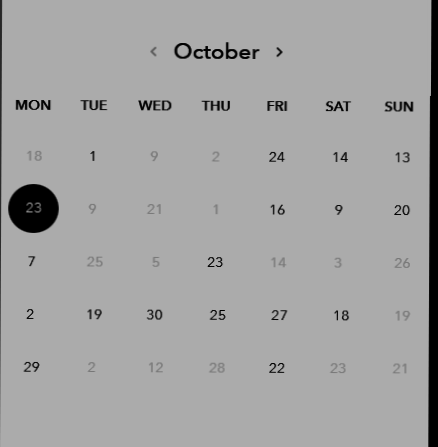 ‹ October ›
MON TUE WED THU FRI SAT SUN
18 1 9 2 24 14 13
23 9 21 1 16 9 20
7 25 5 23 14 3 26
2 19 30 25 27 18 19
29 2 12 28 22 23 21